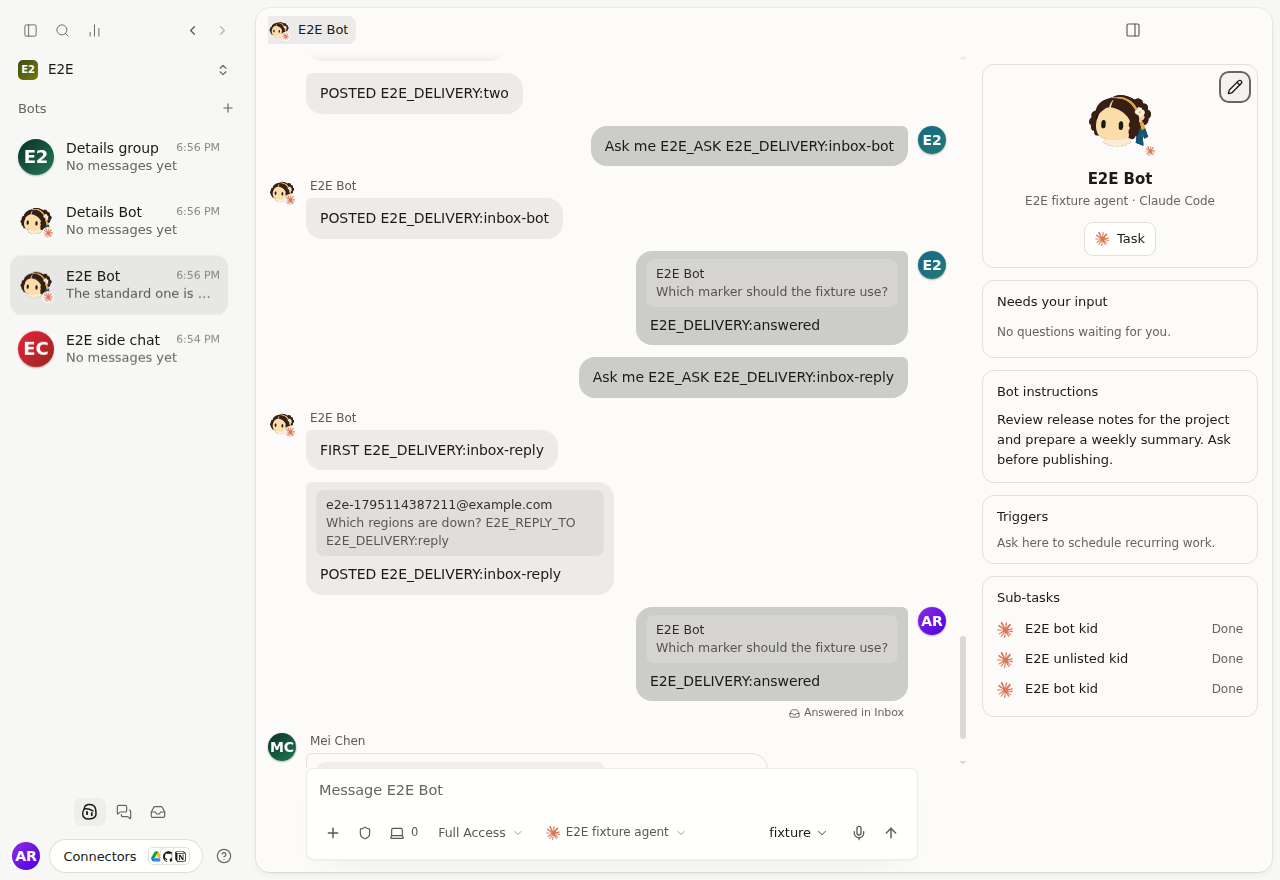 E2 E2E
Bots
E2 Details group 6:56 PM
No messages yet
Details Bot 6:56 PM
No messages yet
E2E Bot 6:56 PM
The standard one is …
EC E2E side chat 6:54 PM
No messages yet
AR Connectors
E2E Bot
POSTED E2E_DELIVERY:two
Ask me E2E_ASK E2E_DELIVERY:inbox-bot E2
E2E Bot
POSTED E2E_DELIVERY:inbox-bot
E2E Bot E2
Which marker should the fixture use?
E2E_DELIVERY:answered
Ask me E2E_ASK E2E_DELIVERY:inbox-reply
E2E Bot
FIRST E2E_DELIVERY:inbox-reply
e2e-1795114387211@example.com
Which regions are down? E2E_REPLY_TO
E2E_DELIVERY:reply
POSTED E2E_DELIVERY:inbox-reply
E2E Bot AR
Which marker should the fixture use?
E2E_DELIVERY:answered
Answered in Inbox
MC Mei Chen
Message E2E Bot
0 Full Access E2E fixture agent fixture
E2E Bot
E2E fixture agent · Claude Code
Task
Needs your input
No questions waiting for you.
Bot instructions
Review release notes for the project
and prepare a weekly summary. Ask
before publishing.
Triggers
Ask here to schedule recurring work.
Sub-tasks
E2E bot kid Done
E2E unlisted kid Done
E2E bot kid Done